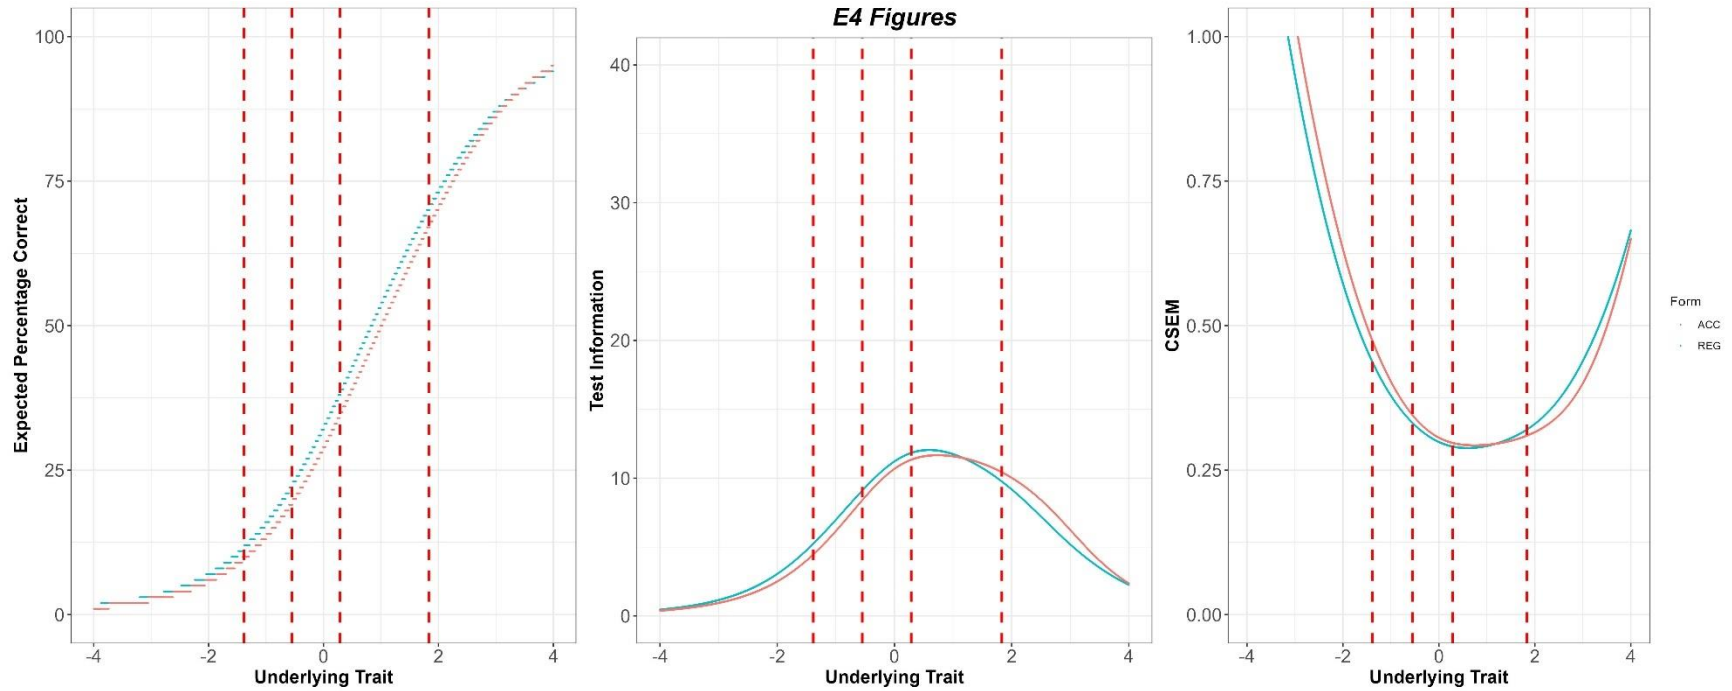 E4 Figures
Expected Percentage Correct
100
75
50
25
0
-4 -2 0 2 4
Underlying Trait
Test Information
40
30
20
10
0
-4 -2 0 2 4
Underlying Trait
CSEM
1.00
0.75
0.50
0.25
0.00
-4 -2 0 2 4
Underlying Trait
Form
ACC
REG